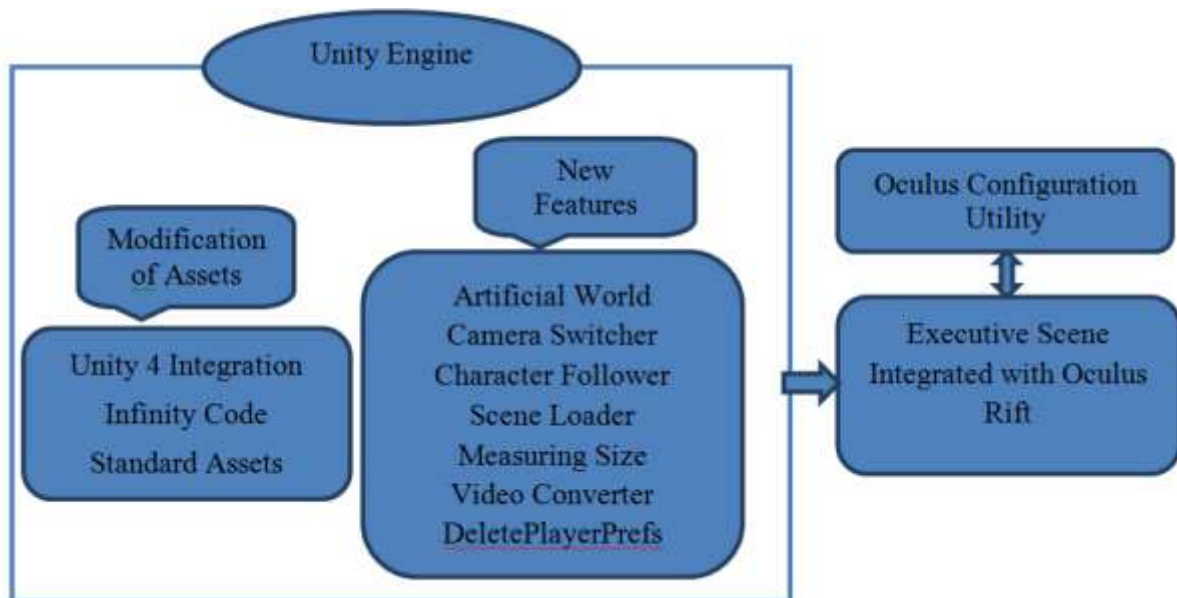 Unity Engine
New
Features
Modification
of Assets
Unity 4 Integration
Infinity Code
Standard Assets
Artificial World
Camera Switcher
Character Follower
Scene Loader
Measuring Size
Video Converter
DeletePlayerPrefs
Oculus Configuration
Utility
Executive Scene
Integrated with Oculus
Rift